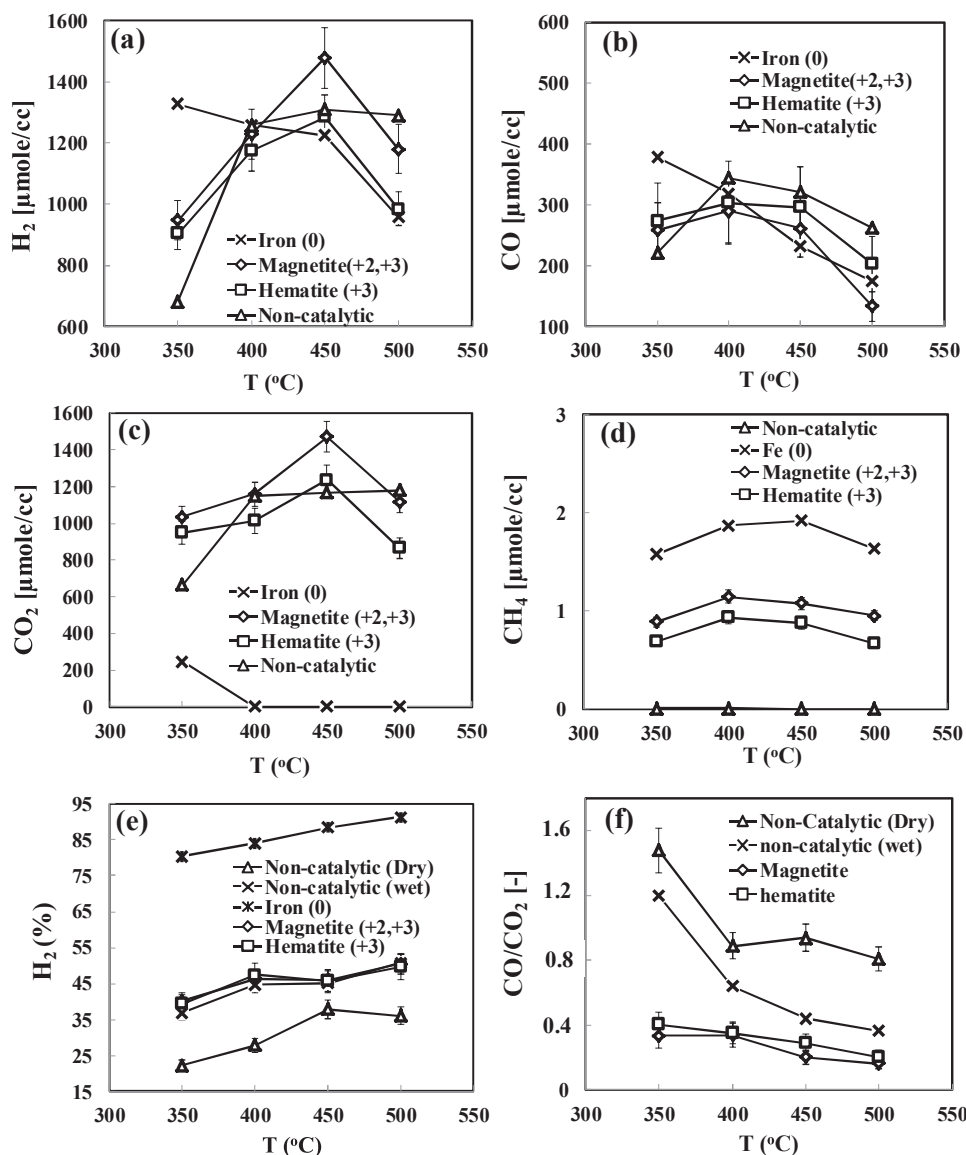 (a)
H₂ [µmole/cc]
1600
1400
1200
1000
800
600
Iron (0)
Magnetite(+2,+3)
Hematite (+3)
Non-catalytic
300 350 400 450 500 550
T (°C)
(b)
CO [µmole/cc]
600
500
400
300
200
100
Iron (0)
Magnetite(+2,+3)
Hematite (+3)
Non-catalytic
300 350 400 450 500 550
T (°C)
(c)
CO₂ [µmole/cc]
1600
1400
1200
1000
800
600
400
200
0
Iron (0)
Magnetite (+2,+3)
Hematite (+3)
Non-catalytic
300 350 400 450 500 550
T (°C)
(d)
CH₄ [µmole/cc]
3
2
1
0
Non-catalytic
Fe (0)
Magnetite (+2,+3)
Hematite (+3)
300 350 400 450 500 550
T (°C)
(e)
H₂ (%)
95
85
75
65
55
45
35
25
15
Non-catalytic (Dry)
Non-catalytic (wet)
Iron (0)
Magnetite (+2,+3)
Hematite (+3)
300 350 400 450 500 550
T (°C)
(f)
CO/CO₂ [-]
1.6
1.2
0.8
0.4
0
Non-Catalytic (Dry)
non-catalytic (wet)
Magnetite
hematite
300 350 400 450 500 550
T (°C)